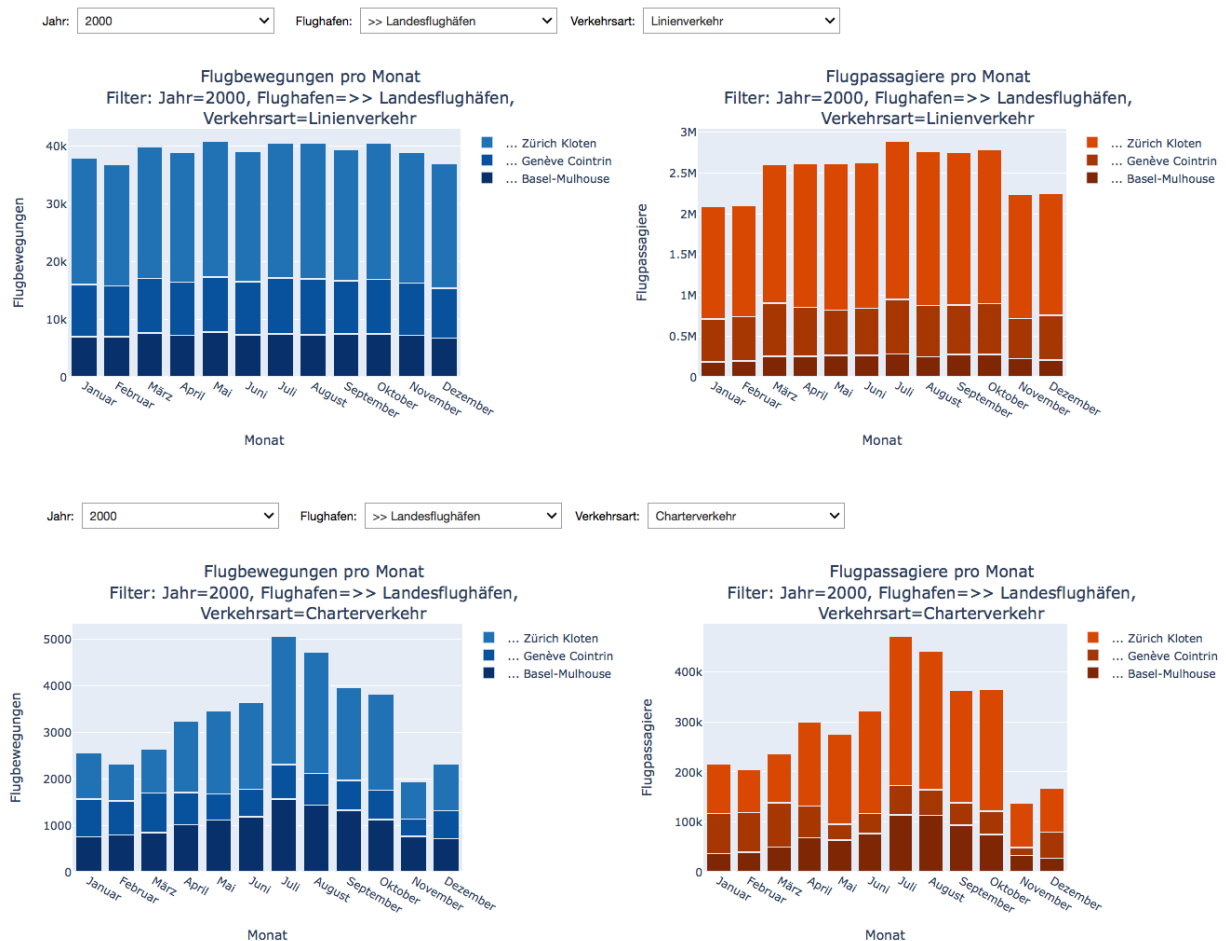 Jahr: 2000 Flughafen: >> Landesflughäfen Verkehrsart: Linienverkehr
Flugbewegungen pro Monat
Filter: Jahr=2000, Flughafen=>> Landesflughäfen,
Verkehrsart=Linienverkehr
... Zürich Kloten
... Genève Cointrin
... Basel-Mulhouse
Flugbewegungen
40k
30k
20k
10k
0
Januar Februar März April Mai Juni Juli August September Oktober November Dezember
Monat
Flugpassagiere pro Monat
Filter: Jahr=2000, Flughafen=>> Landesflughäfen,
Verkehrsart=Linienverkehr
... Zürich Kloten
... Genève Cointrin
... Basel-Mulhouse
Flugpassagiere
3M
2.5M
2M
1.5M
1M
0.5M
0
Januar Februar März April Mai Juni Juli August September Oktober November Dezember
Monat
Jahr: 2000 Flughafen: >> Landesflughäfen Verkehrsart: Charterverkehr
Flugbewegungen pro Monat
Filter: Jahr=2000, Flughafen=>> Landesflughäfen,
Verkehrsart=Charterverkehr
... Zürich Kloten
... Genève Cointrin
... Basel-Mulhouse
Flugbewegungen
5000
4000
3000
2000
1000
0
Januar Februar März April Mai Juni Juli August September Oktober November Dezember
Monat
Flugpassagiere pro Monat
Filter: Jahr=2000, Flughafen=>> Landesflughäfen,
Verkehrsart=Charterverkehr
... Zürich Kloten
... Genève Cointrin
... Basel-Mulhouse
Flugpassagiere
400k
300k
200k
100k
0
Januar Februar März April Mai Juni Juli August September Oktober November Dezember
Monat